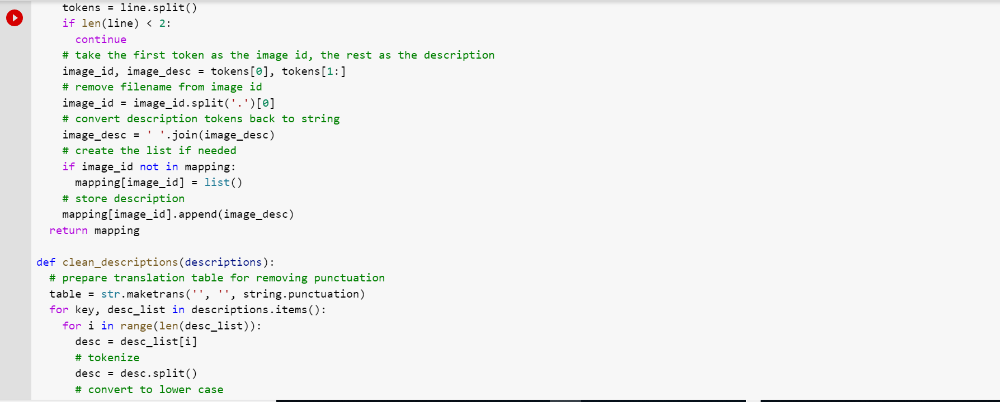 tokens = line.split()
    if len(line) < 2:
      continue
    # take the first token as the image id, the rest as the description
    image_id, image_desc = tokens[0], tokens[1:]
    # remove filename from image id
    image_id = image_id.split('.')[0]
    # convert description tokens back to string
    image_desc = ' '.join(image_desc)
    # create the list if needed
    if image_id not in mapping:
      mapping[image_id] = list()
    # store description
    mapping[image_id].append(image_desc)
  return mapping

def clean_descriptions(descriptions):
  # prepare translation table for removing punctuation
  table = str.maketrans('', '', string.punctuation)
  for key, desc_list in descriptions.items():
    for i in range(len(desc_list)):
      desc = desc_list[i]
      # tokenize
      desc = desc.split()
      # convert to lower case